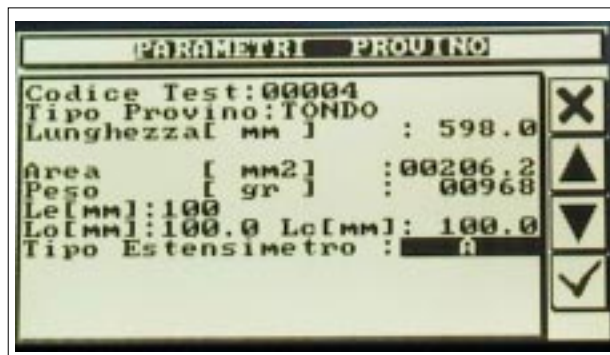 PARAMETRI PROVINO
Codice Test:00004
Tipo Provino:TONDO
Lunghezza[ mm ] : 598.0
Area [ mm2] :00206.2
Peso [ gr ] : 00968
Le[mm]:100
Lo[mm]:100.0 Lc[mm]: 100.0
Tipo Estensimetro : A